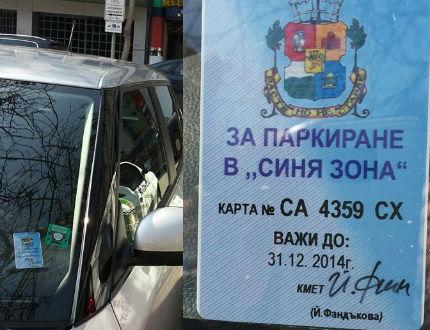 ЗА ПАРКИРАНЕ
В „СИНЯ ЗОНА“
КАРТА № СА 4359 СХ
ВАЖИ ДО:
31.12. 2014г.
КМЕТ
(Й.Фандъкова)